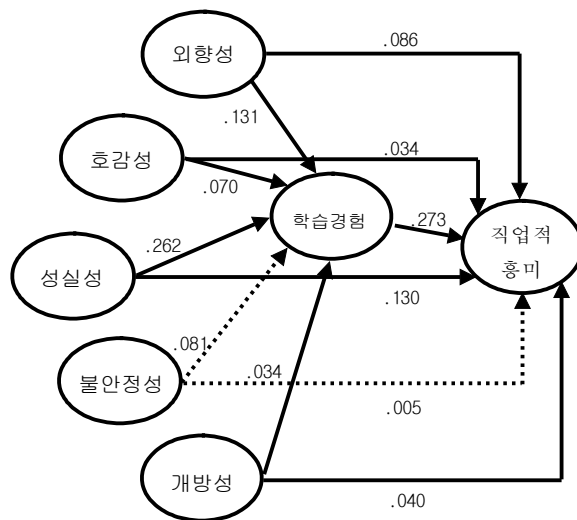 외향성
.086
.131
호감성
.034
.070
学습경험
.273
직업적
흥미
.262
성실성
.130
.081
불안정성
.034
.005
개방성
.040